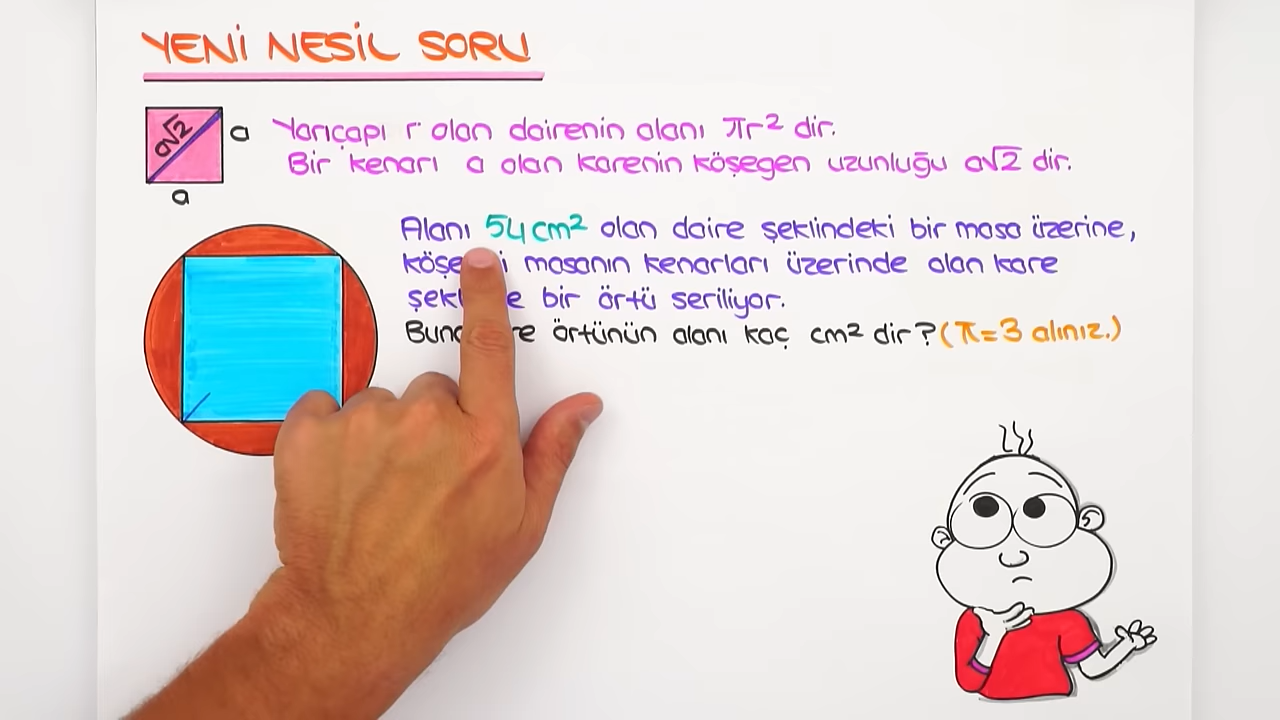 YENİ NESİL SORU
a√2
a
a
Yarıçapı r olan dairenin alanı πr² dir.
Bir kenarı a olan karenin köşegen uzunluğu a√2 dir.
Alanı 54 cm² olan daire şeklindeki bir masa üzerine,
masanın kenarları üzerinde olan kare
bir örtü seriliyor.
örtünün alanı kaç cm² dir? (π=3 alınız.)